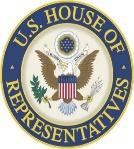 U.S. HOUSE OF
REPRESENTATIVES